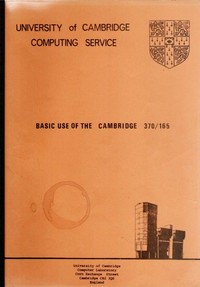 UNIVERSITY of CAMBRIDGE
COMPUTING SERVICE
BASIC USE OF THE CAMBRIDGE 370/165
University of Cambridge
Computer Laboratory
Corn Exchange Street
Cambridge CB2 3QG
England